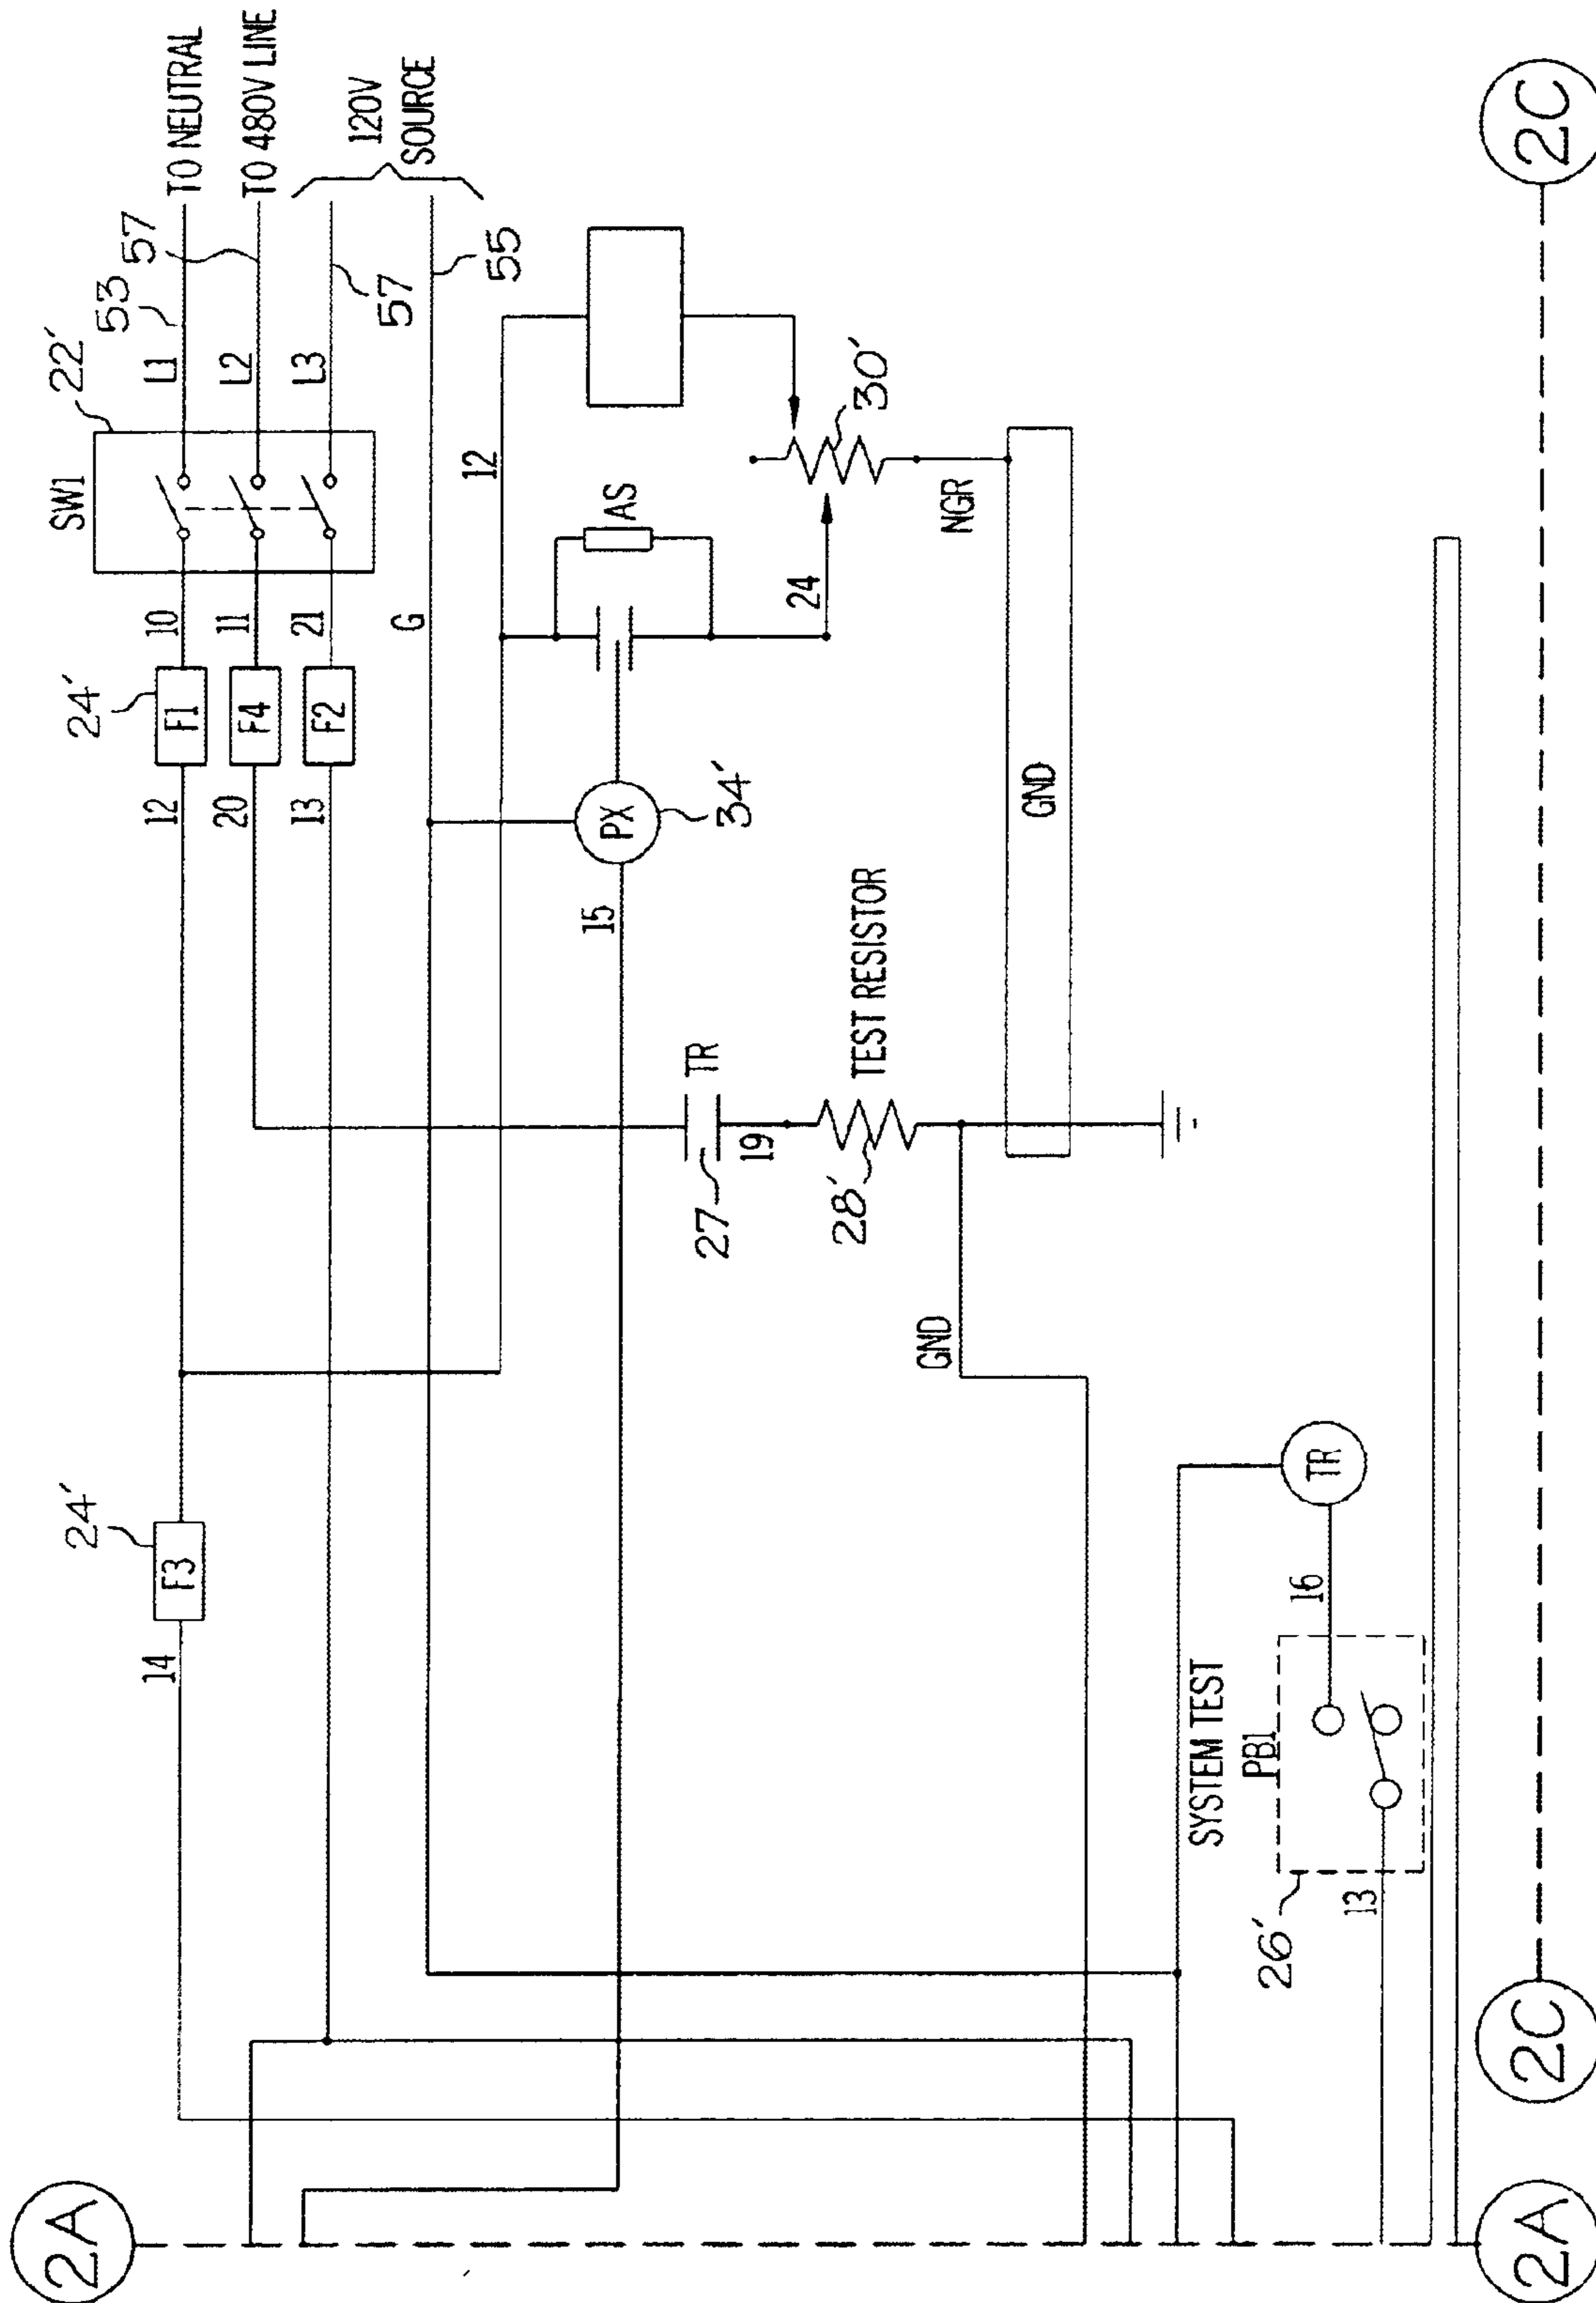 2A
2A
2C
2C
TO NEUTRAL
TO 480V LINE
120V
SOURCE
53
57
57
55
22′
SW1
L1
L2
L3
10
11
21
24′
F1
F4
F2
12
20
13
G
12
AS
30′
24
NGR
GND
PX
34′
15
TR
27
19
TEST RESISTOR
28′
GND
24′
F3
14
TR
16
SYSTEM TEST
PB1
26′
13